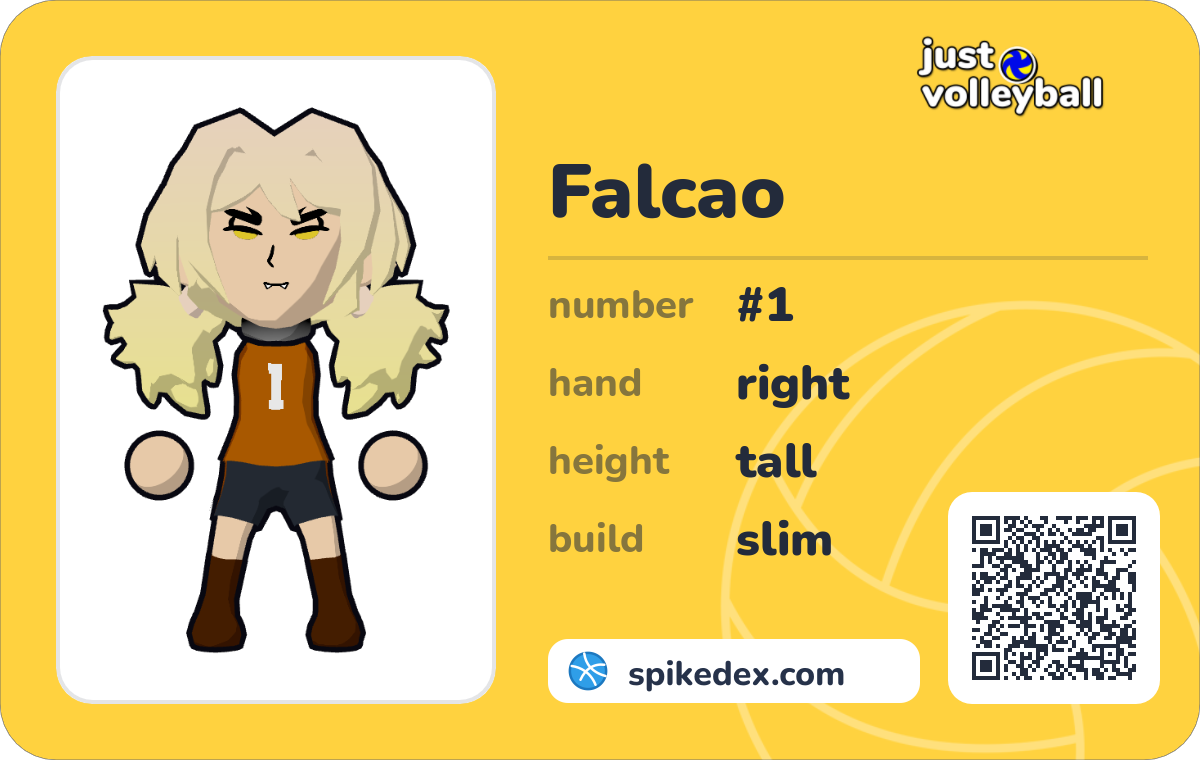 just
volleyball
Falcao
number #1
hand right
height tall
build slim
1
spikedex.com